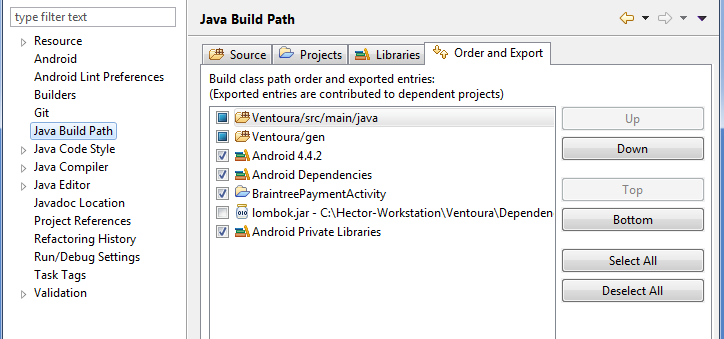 type filter text
Resource
Android
Android Lint Preferences
Builders
Git
Java Build Path
Java Code Style
Java Compiler
Java Editor
Javadoc Location
Project References
Refactoring History
Run/Debug Settings
Task Tags
Validation
Java Build Path
Source Projects Libraries Order and Export
Build class path order and exported entries:
(Exported entries are contributed to dependent projects)
Ventoura/src/main/java
Ventoura/gen
Android 4.4.2
Android Dependencies
BraintreePaymentActivity
lombok.jar - C:\Hector-Workstation\Ventoura\Dependen
Android Private Libraries
Up
Down
Top
Bottom
Select All
Deselect All